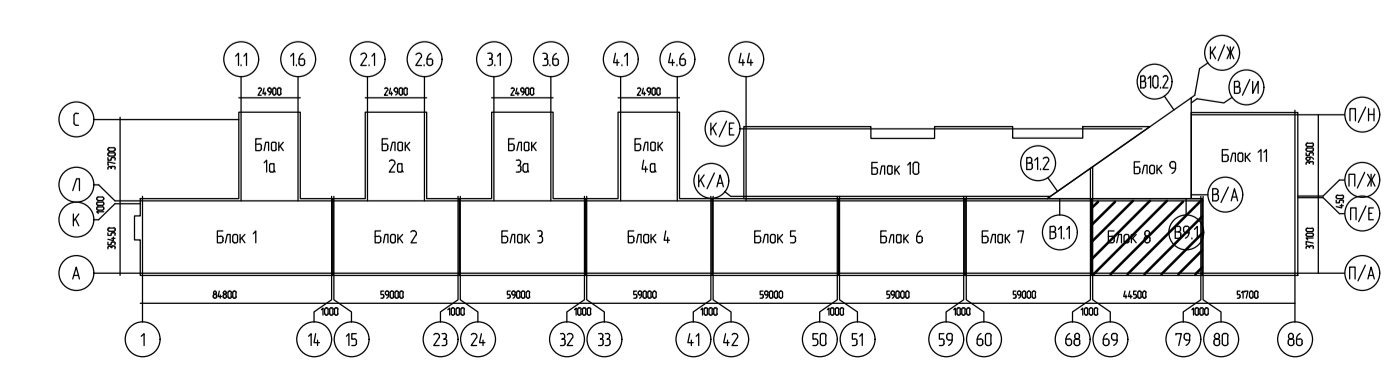 1.1 1.6 2.1 2.6 3.1 3.6 4.1 4.6 44 К/Ж
В10.2 В/И
24900 24900 24900 24900
С К/Е П/Н
Блок
1а
Блок
2а
Блок
3а
Блок
4а
37500
Блок 10
В1.2
Блок 9
Блок 11
39500
Л К/А П/Ж
1000 В/А 450
К П/Е
35450
Блок 1 Блок 2 Блок 3 Блок 4 Блок 5 Блок 6 Блок 7 В1.1 Блок 8 В9.1
37100
А П/А
84800 59000 59000 59000 59000 59000 59000 44500 51700
1000 1000 1000 1000 1000 1000 1000 1000
1 14 15 23 24 32 33 41 42 50 51 59 60 68 69 79 80 86